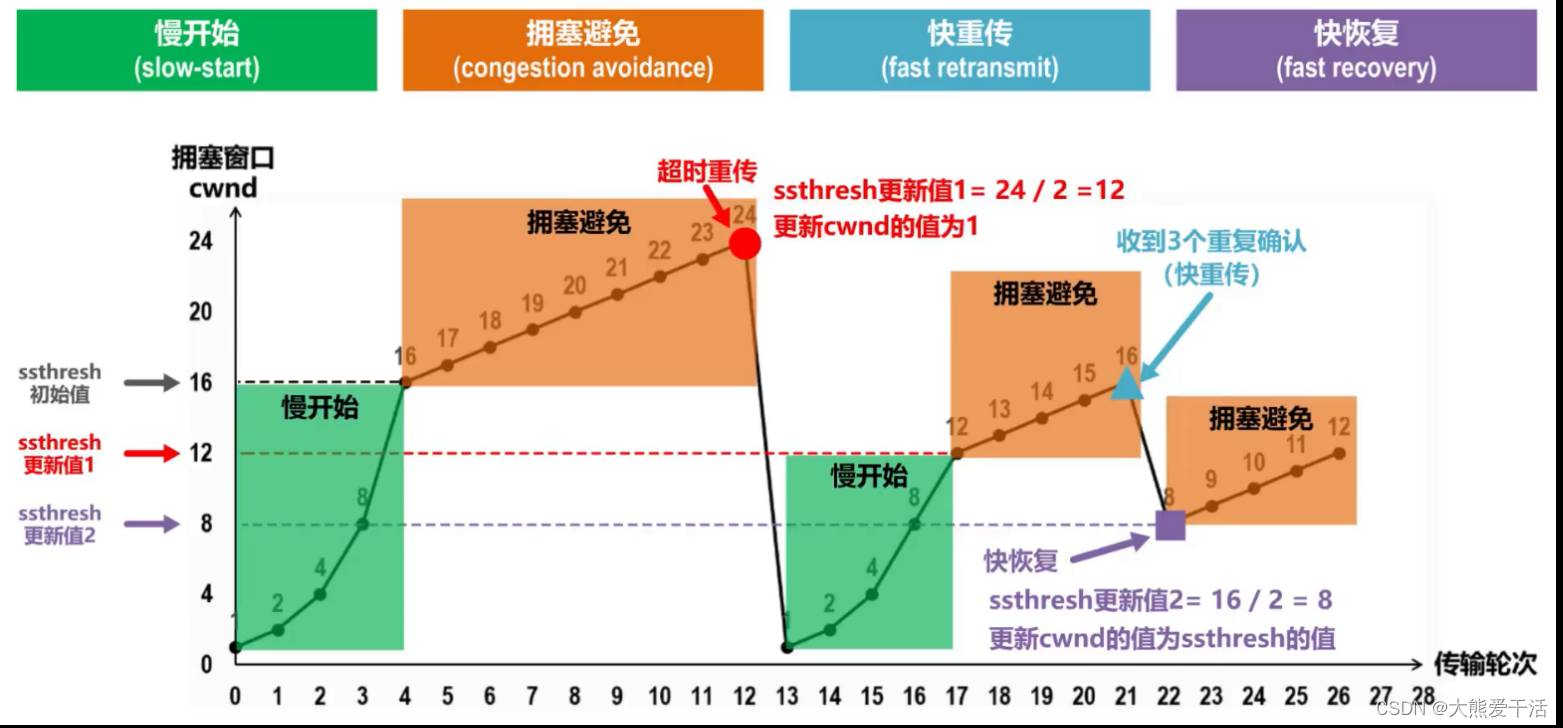 慢开始
(slow-start)
拥塞避免
(congestion avoidance)
快重传
(fast retransmit)
快恢复
(fast recovery)
拥塞窗口
cwnd
超时重传
ssthresh更新值1= 24 / 2 =12
更新cwnd的值为1
收到3个重复确认
（快重传）
拥塞避免
拥塞避免
拥塞避免
慢开始
慢开始
24
20
16
12
8
4
0
ssthresh
初始值
ssthresh
更新值1
ssthresh
更新值2
1
2
4
8
16
17
18
19
20
21
22
23
24
1
2
4
8
12
13
14
15
16
8
9
10
11
12
快恢复
ssthresh更新值2= 16 / 2 = 8
更新cwnd的值为ssthresh的值
传输轮次
0 1 2 3 4 5 6 7 8 9 10 11 12 13 14 15 16 17 18 19 20 21 22 23 24 25 26 27 28
CSDN @大熊爱干活